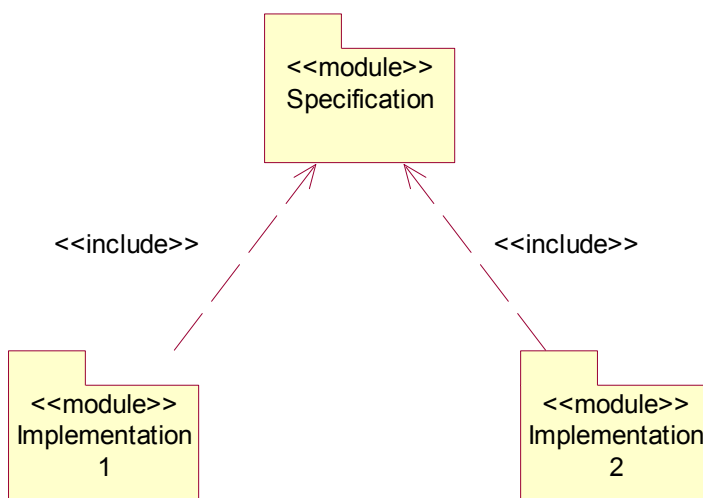 <<module>>
Specification
<<include>>
<<include>>
<<module>>
Implementation
1
<<module>>
Implementation
2